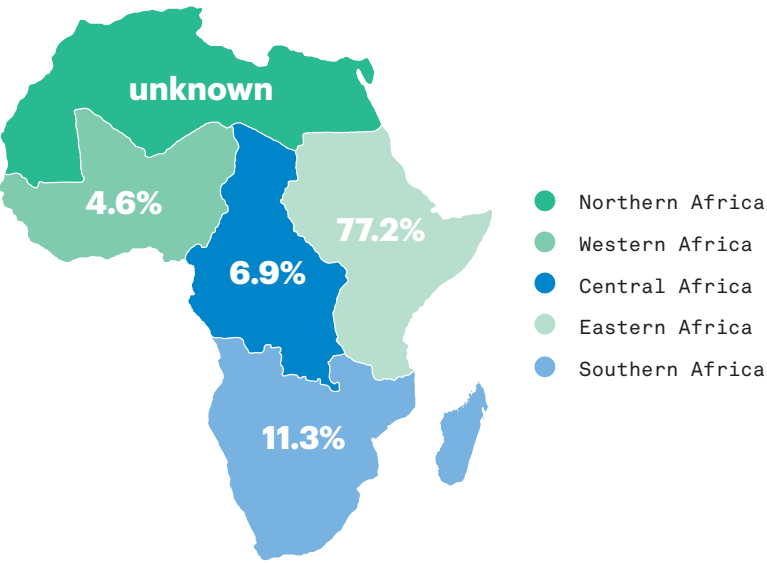 unknown
4.6%
77.2%
6.9%
11.3%
Northern Africa
Western Africa
Central Africa
Eastern Africa
Southern Africa